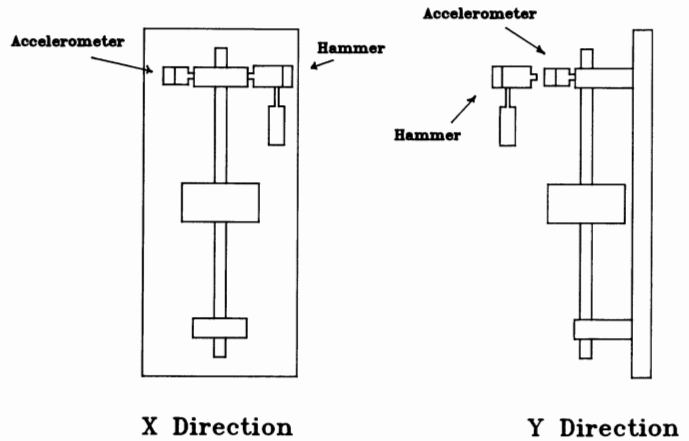 Accelerometer
Hammer
X Direction
Accelerometer
Hammer
Y Direction